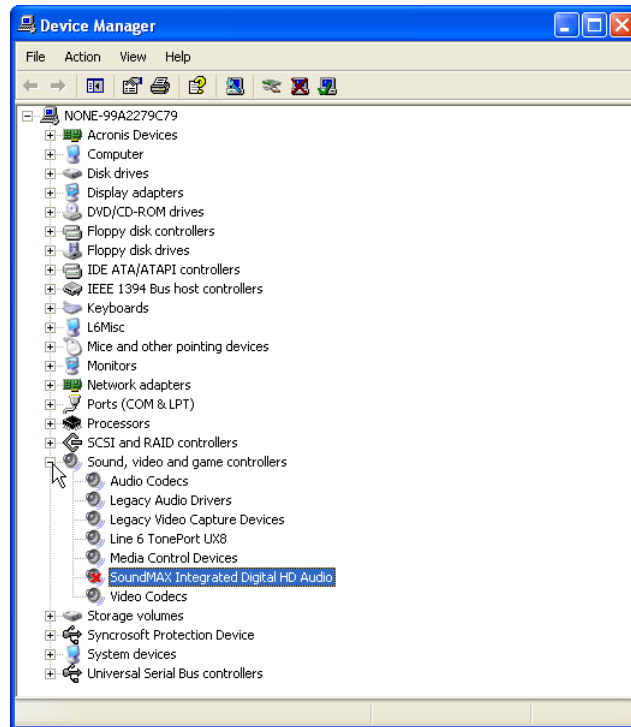 Device Manager
File Action View Help
NONE-99A2279C79
Acronis Devices
Computer
Disk drives
Display adapters
DVD/CD-ROM drives
Floppy disk controllers
Floppy disk drives
IDE ATA/ATAPI controllers
IEEE 1394 Bus host controllers
Keyboards
L6Misc
Mice and other pointing devices
Monitors
Network adapters
Ports (COM & LPT)
Processors
SCSI and RAID controllers
Sound, video and game controllers
Audio Codecs
Legacy Audio Drivers
Legacy Video Capture Devices
Line 6 TonePort UX8
Media Control Devices
SoundMAX Integrated Digital HD Audio
Video Codecs
Storage volumes
Syncrosoft Protection Device
System devices
Universal Serial Bus controllers